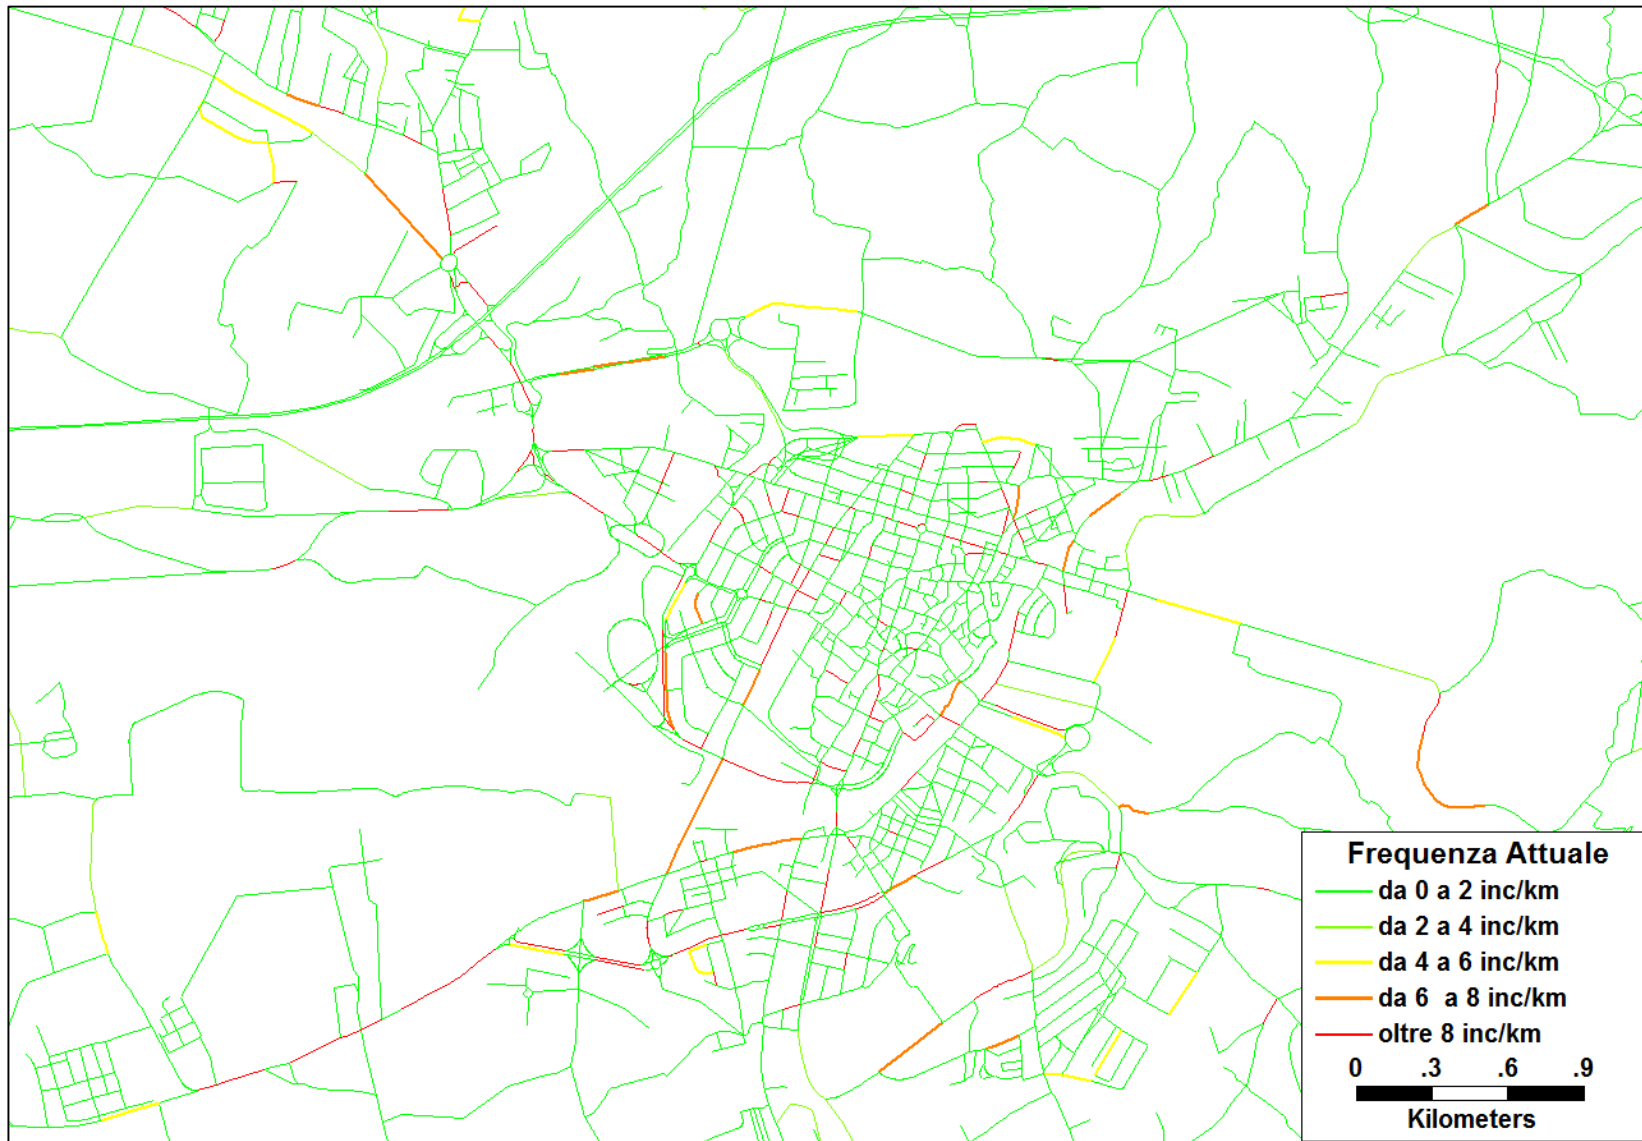 Frequenza Attuale
da 0 a 2 inc/km
da 2 a 4 inc/km
da 4 a 6 inc/km
da 6  a 8 inc/km
oltre 8 inc/km
0 .3 .6 .9
Kilometers